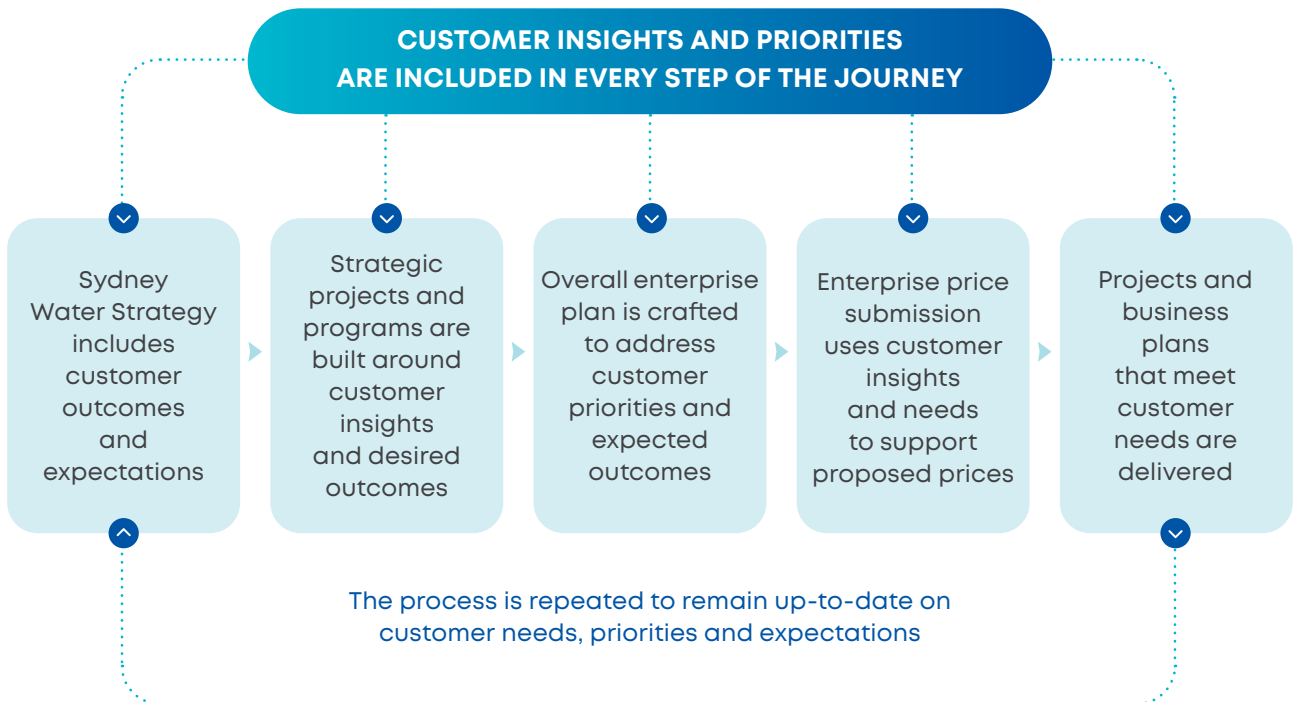 CUSTOMER INSIGHTS AND PRIORITIES
ARE INCLUDED IN EVERY STEP OF THE JOURNEY
Sydney
Water Strategy
includes
customer
outcomes
and
expectations
Strategic
projects and
programs are
built around
customer
insights
and desired
outcomes
Overall enterprise
plan is crafted
to address
customer
priorities and
expected
outcomes
Enterprise price
submission
uses customer
insights
and needs
to support
proposed prices
Projects and
business
plans
that meet
customer
needs are
delivered
The process is repeated to remain up-to-date on
customer needs, priorities and expectations